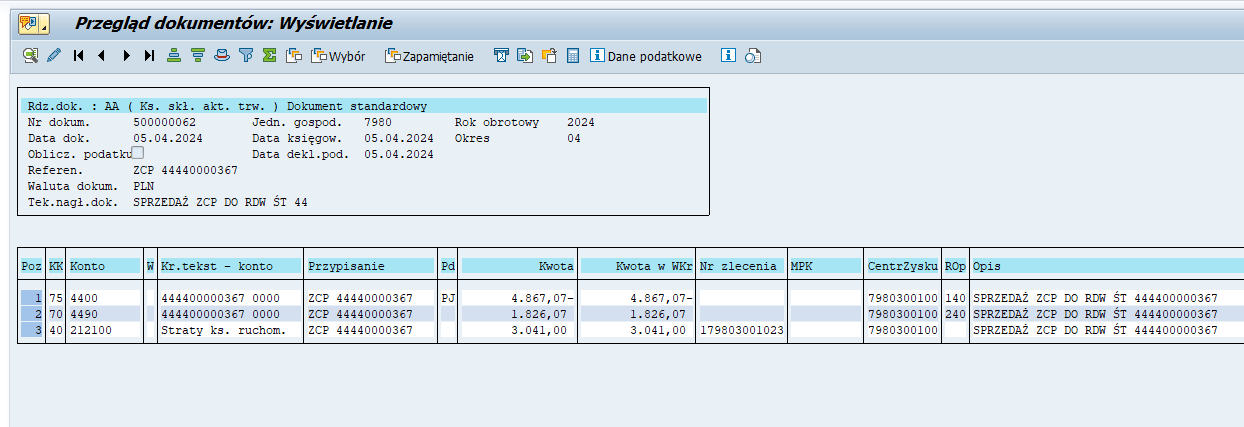 Przegląd dokumentów: Wyświetlanie
Wybór Zapamiętanie Dane podatkowe
Rdz.dok. : AA ( Ks. skł. akt. trw. ) Dokument standardowy
Nr dokum. 500000062 Jedn. gospod. 7980 Rok obrotowy 2024
Data dok. 05.04.2024 Data księgow. 05.04.2024 Okres 04
Oblicz. podatku Data dekl.pod. 05.04.2024
Referen. ZCP 44440000367
Waluta dokum. PLN
Tek.nagł.dok. SPRZEDAŻ ZCP DO RDW ŚT 44
Poz KK Konto W Kr.tekst - konto Przypisanie Pd Kwota Kwota w WKr Nr zlecenia MPK CentrZysku ROp Opis
1 75 4400 444400000367 0000 ZCP 44440000367 PJ 4.867,07- 4.867,07- 7980300100 140 SPRZEDAŻ ZCP DO RDW ŚT 444400000367
2 70 4490 444400000367 0000 ZCP 44440000367 1.826,07 1.826,07 7980300100 240 SPRZEDAŻ ZCP DO RDW ŚT 444400000367
3 40 212100 Straty ks. ruchom. ZCP 44440000367 3.041,00 3.041,00 179803001023 7980300100 SPRZEDAŻ ZCP DO RDW ŚT 444400000367